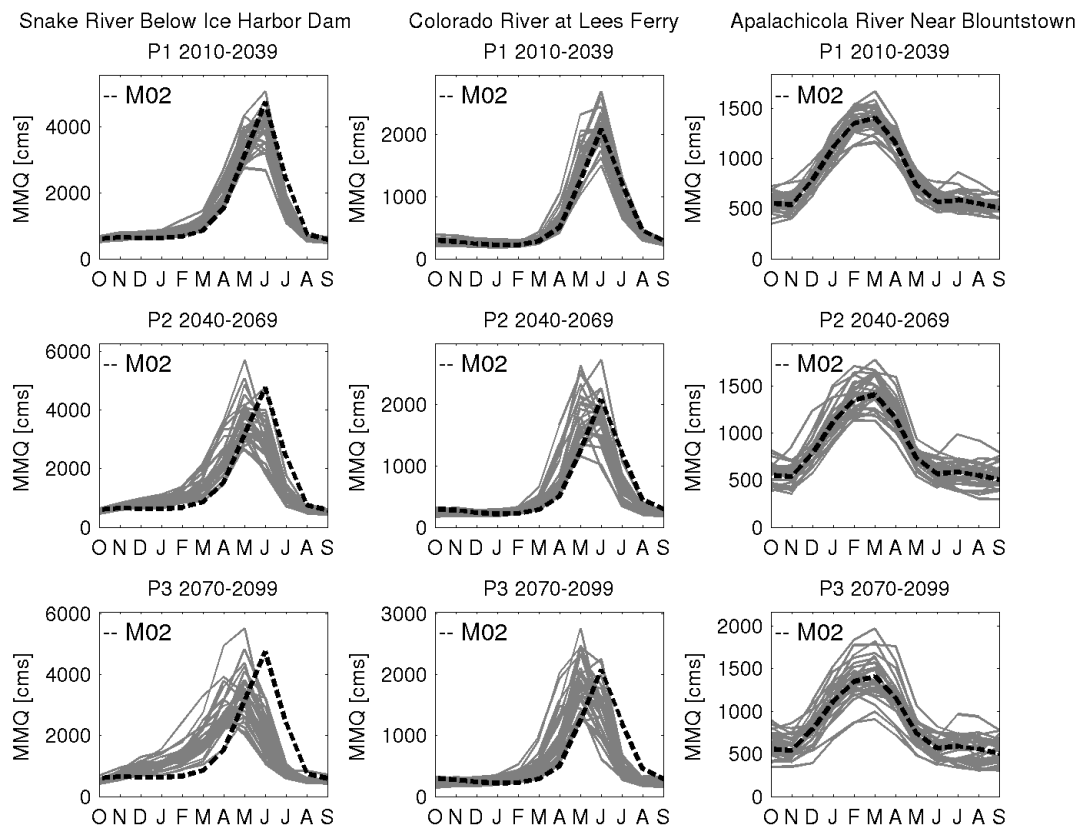 Snake River Below Ice Harbor Dam
Colorado River at Lees Ferry
Apalachicola River Near Blountstown
P1 2010-2039
MMQ [cms]
4000
2000
0
-- M02
O N D J F M A M J J A S
P1 2010-2039
MMQ [cms]
2000
1000
0
-- M02
O N D J F M A M J J A S
P1 2010-2039
MMQ [cms]
1500
1000
500
0
-- M02
O N D J F M A M J J A S
P2 2040-2069
MMQ [cms]
6000
4000
2000
0
-- M02
O N D J F M A M J J A S
P2 2040-2069
MMQ [cms]
2000
1000
0
-- M02
O N D J F M A M J J A S
P2 2040-2069
MMQ [cms]
1500
1000
500
0
-- M02
O N D J F M A M J J A S
P3 2070-2099
MMQ [cms]
6000
4000
2000
0
-- M02
O N D J F M A M J J A S
P3 2070-2099
MMQ [cms]
3000
2000
1000
0
-- M02
O N D J F M A M J J A S
P3 2070-2099
MMQ [cms]
2000
1500
1000
500
0
-- M02
O N D J F M A M J J A S